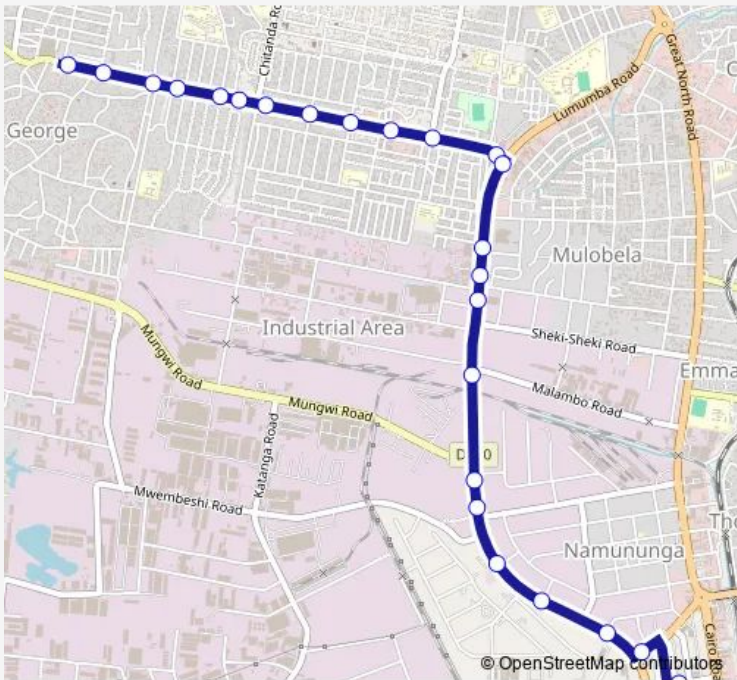 Chitanda Ro
Great North Road
Lumumba Road
George
Mulobela
Industrial Area
Sheki-Sheki Road
Mungwi Road
Emma
Malambo Road
Mungwi Road
Katanga Road
Mwembeshi Road
Namununga
Cairo Roa
© OpenStreetMap contributors